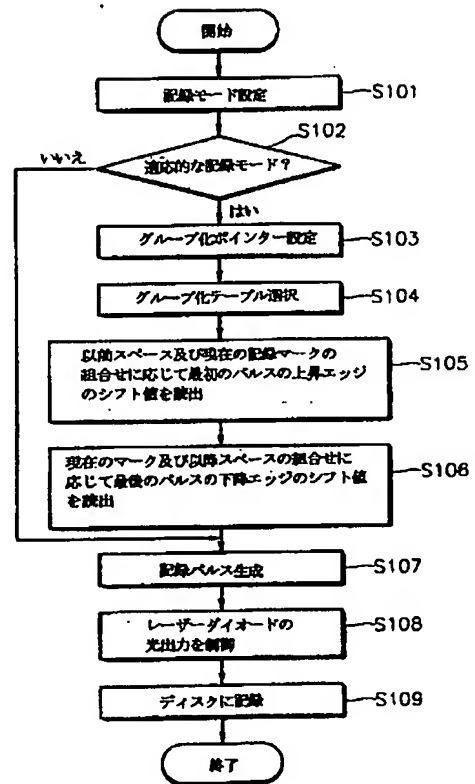 開始
記録モード設定
S101
S102
適応的な記録モード？
いいえ
はい
グループ化ポインター設定
S103
グループ化テーブル選択
S104
以前スペース及び現在の記録マークの
組合せに応じて最初のパルスの上昇エッジ
のシフト値を読出
S105
現在のマーク及び以降スペースの組合せに
応じて最後のパルスの下降エッジのシフト値
を読出
S106
記録パルス生成
S107
レーザーダイオードの
光出力を制御
S108
ディスクに記録
S109
終了